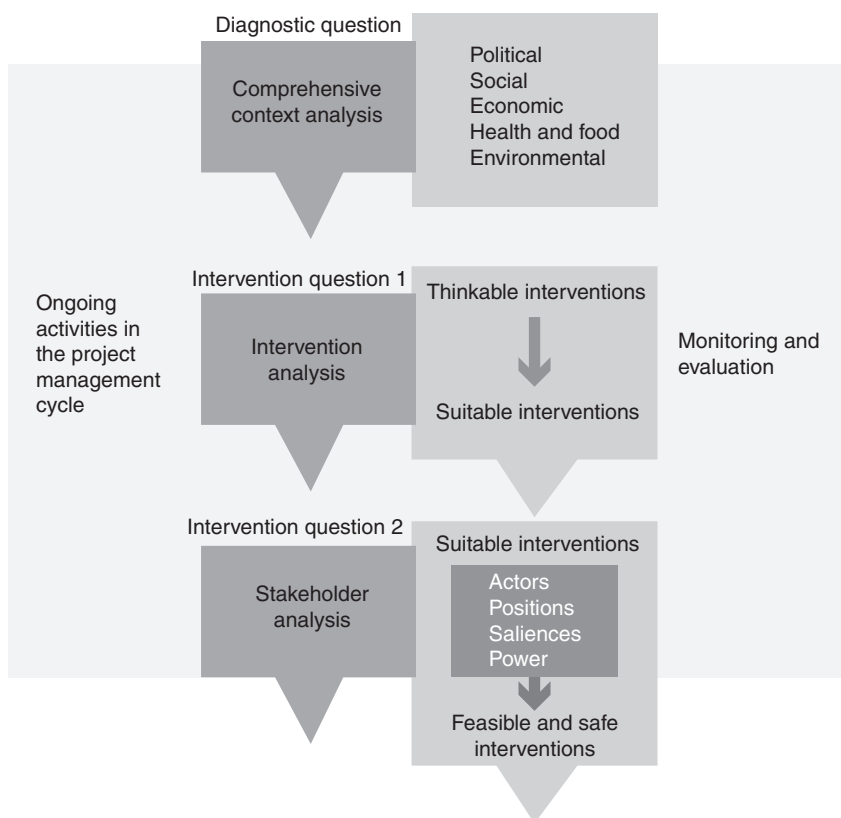 Diagnostic question
Comprehensive
context analysis
Political
Social
Economic
Health and food
Environmental
Ongoing
activities in
the project
management
cycle
Intervention question 1
Intervention
analysis
Thinkable interventions
Suitable interventions
Monitoring and
evaluation
Intervention question 2
Stakeholder
analysis
Suitable interventions
Actors
Positions
Saliences
Power
Feasible and safe
interventions